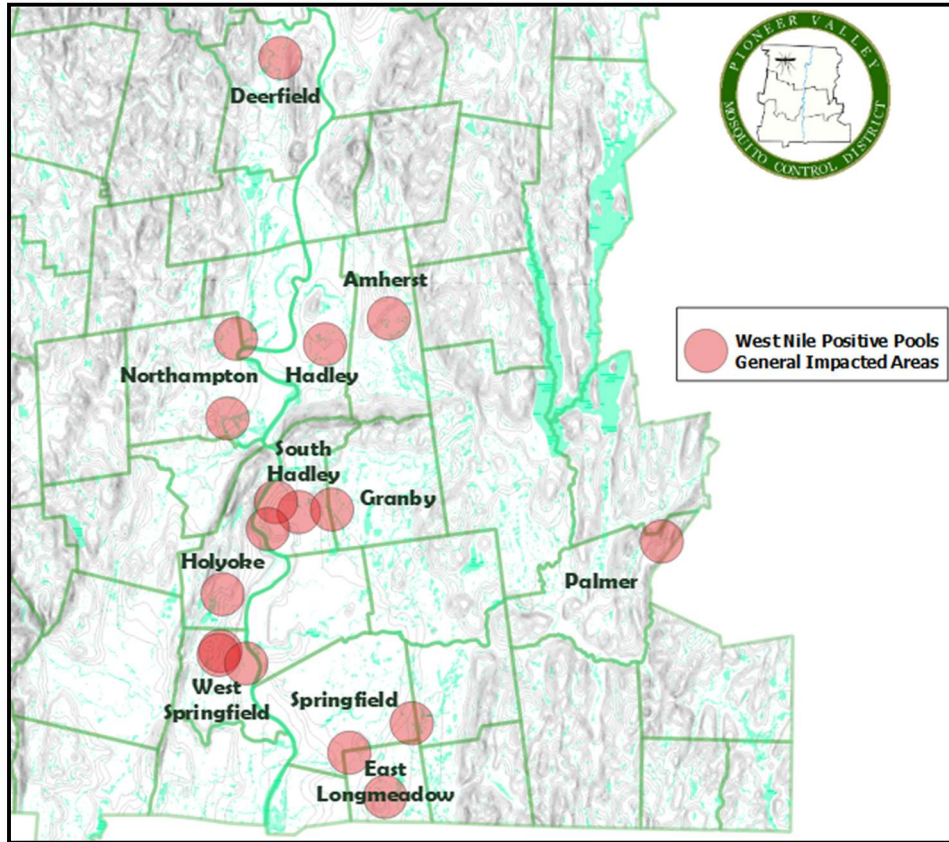 PIONEER VALLEY
MOSQUITO CONTROL DISTRICT
Deerfield
Amherst
West Nile Positive Pools
General Impacted Areas
Northampton
Hadley
South
Hadley
Granby
Holyoke
Palmer
West
Springfield
Springfield
East
Longmeadow